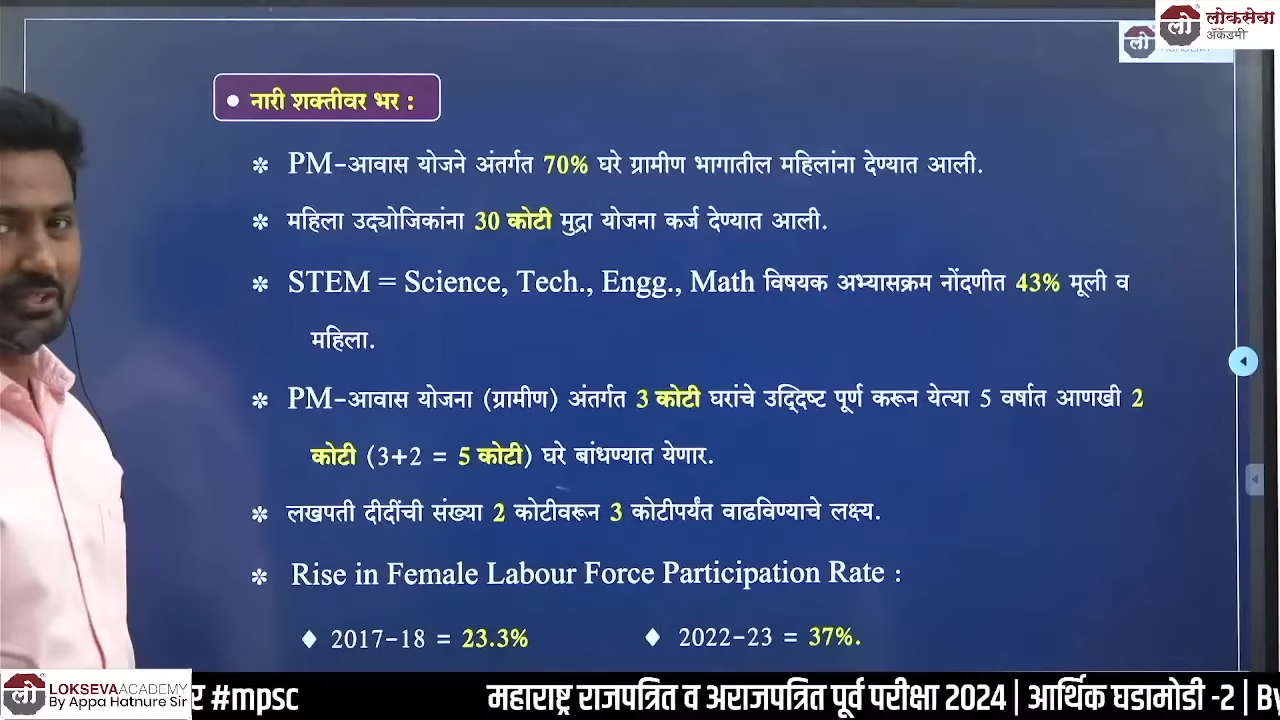 लोकसेवा
ॲकॅडमी
लो
लो
• नारी शक्तीवर भर :
* PM-आवास योजने अंतर्गत 70% घरे ग्रामीण भागातील महिलांना देण्यात आली.
* महिला उद्योजिकांना 30 कोटी मुद्रा योजना कर्ज देण्यात आली.
* STEM = Science, Tech., Engg., Math विषयक अभ्यासक्रम नोंदणीत 43% मूली व
महिला.
* PM-आवास योजना (ग्रामीण) अंतर्गत 3 कोटी घरांचे उद्दिष्ट पूर्ण करून येत्या 5 वर्षात आणखी 2
कोटी (3+2 = 5 कोटी) घरे बांधण्यात येणार.
* लखपती दीदींची संख्या 2 कोटीवरून 3 कोटीपर्यंत वाढविण्याचे लक्ष्य.
* Rise in Female Labour Force Participation Rate :
♦ 2017-18 = 23.3% ♦ 2022-23 = 37%.
लो
LOKSEVA ACADEMY
By Appa Hatnure Sir
र #mpsc महाराष्ट्र राजपत्रित व अराजपत्रित पूर्व परीक्षा 2024 | आर्थिक घडामोडी -2 | By